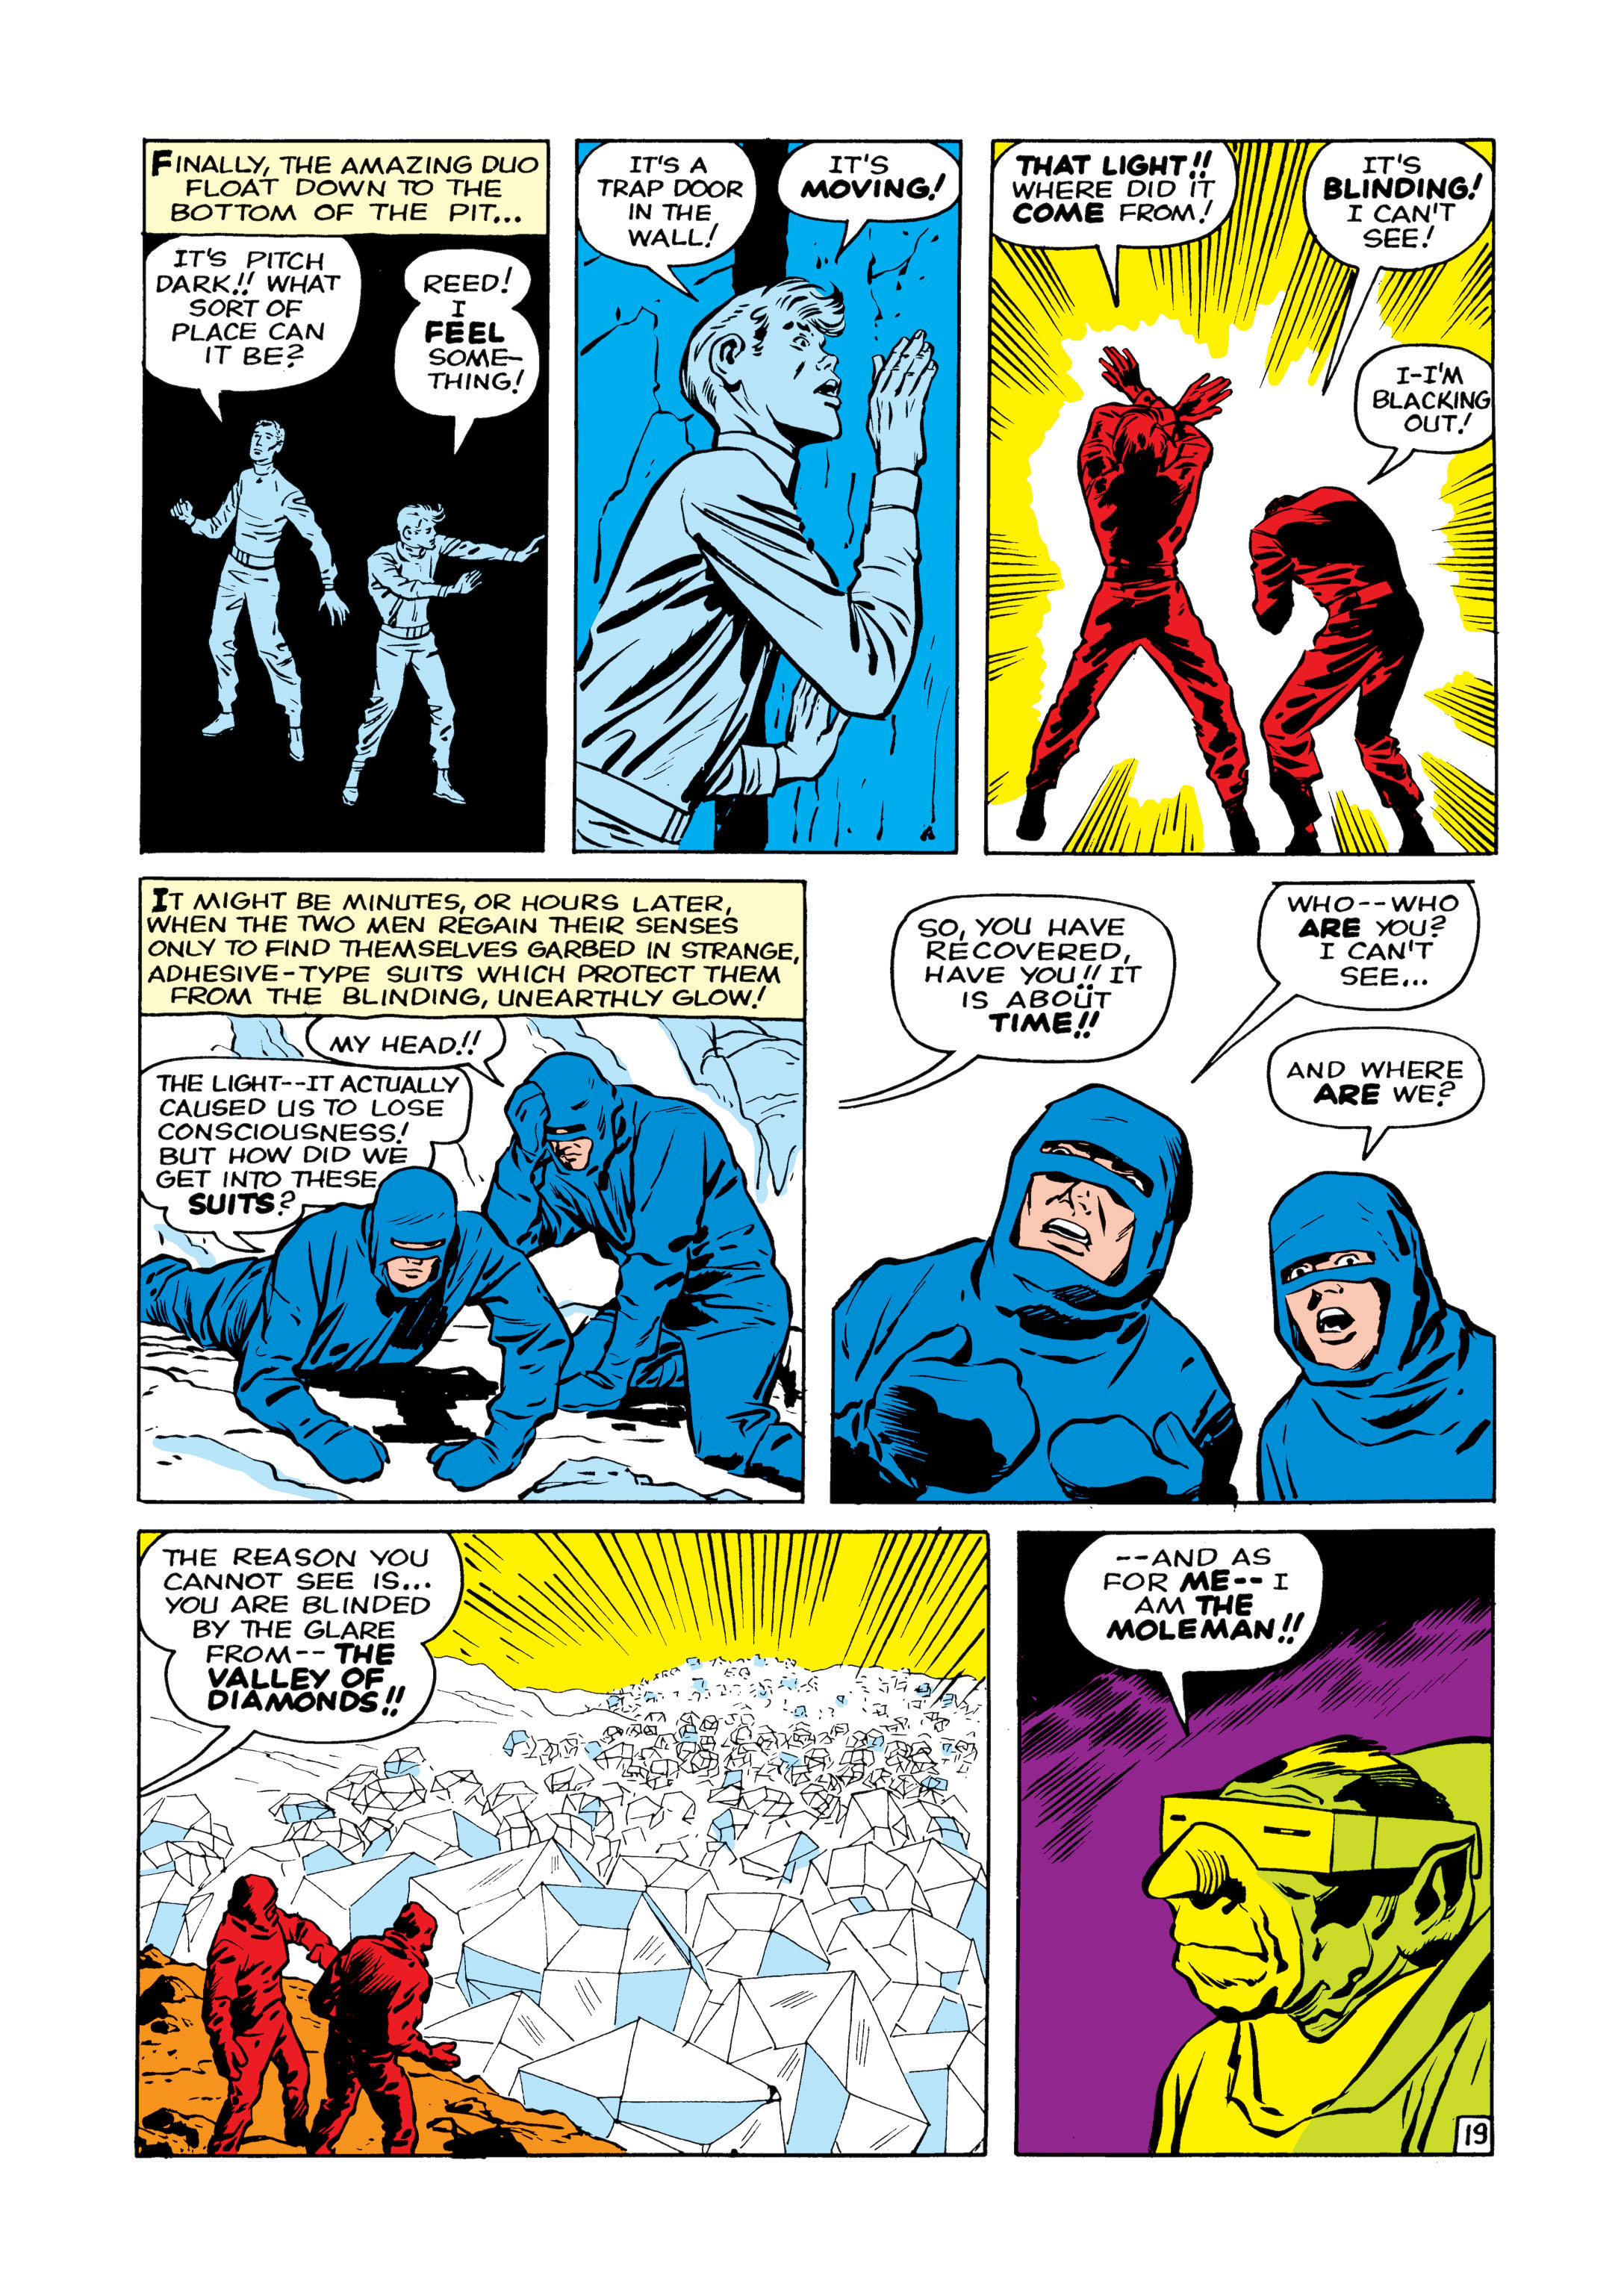 FINALLY, THE AMAZING DUO
FLOAT DOWN TO THE
BOTTOM OF THE PIT...
IT'S PITCH
DARK!! WHAT
SORT OF
PLACE CAN
IT BE?
REED!
I
FEEL
SOME-
THING!
IT'S A
TRAP DOOR
IN THE
WALL!
IT'S
MOVING!
THAT LIGHT!!
WHERE DID IT
COME FROM!
IT'S
BLINDING!
I CAN'T
SEE!
I-I'M
BLACKING
OUT!
IT MIGHT BE MINUTES, OR HOURS LATER,
WHEN THE TWO MEN REGAIN THEIR SENSES
ONLY TO FIND THEMSELVES GARBED IN STRANGE,
ADHESIVE-TYPE SUITS WHICH PROTECT THEM
FROM THE BLINDING, UNEARTHLY GLOW!
MY HEAD!!
THE LIGHT--IT ACTUALLY
CAUSED US TO LOSE
CONSCIOUSNESS!
BUT HOW DID WE
GET INTO THESE
SUITS?
SO, YOU HAVE
RECOVERED,
HAVE YOU!! IT
IS ABOUT
TIME!!
WHO--WHO
ARE YOU?
I CAN'T
SEE...
AND WHERE
ARE WE?
THE REASON YOU
CANNOT SEE IS...
YOU ARE BLINDED
BY THE GLARE
FROM-- THE
VALLEY OF
DIAMONDS!!
--AND AS
FOR ME-- I
AM THE
MOLEMAN!!
19